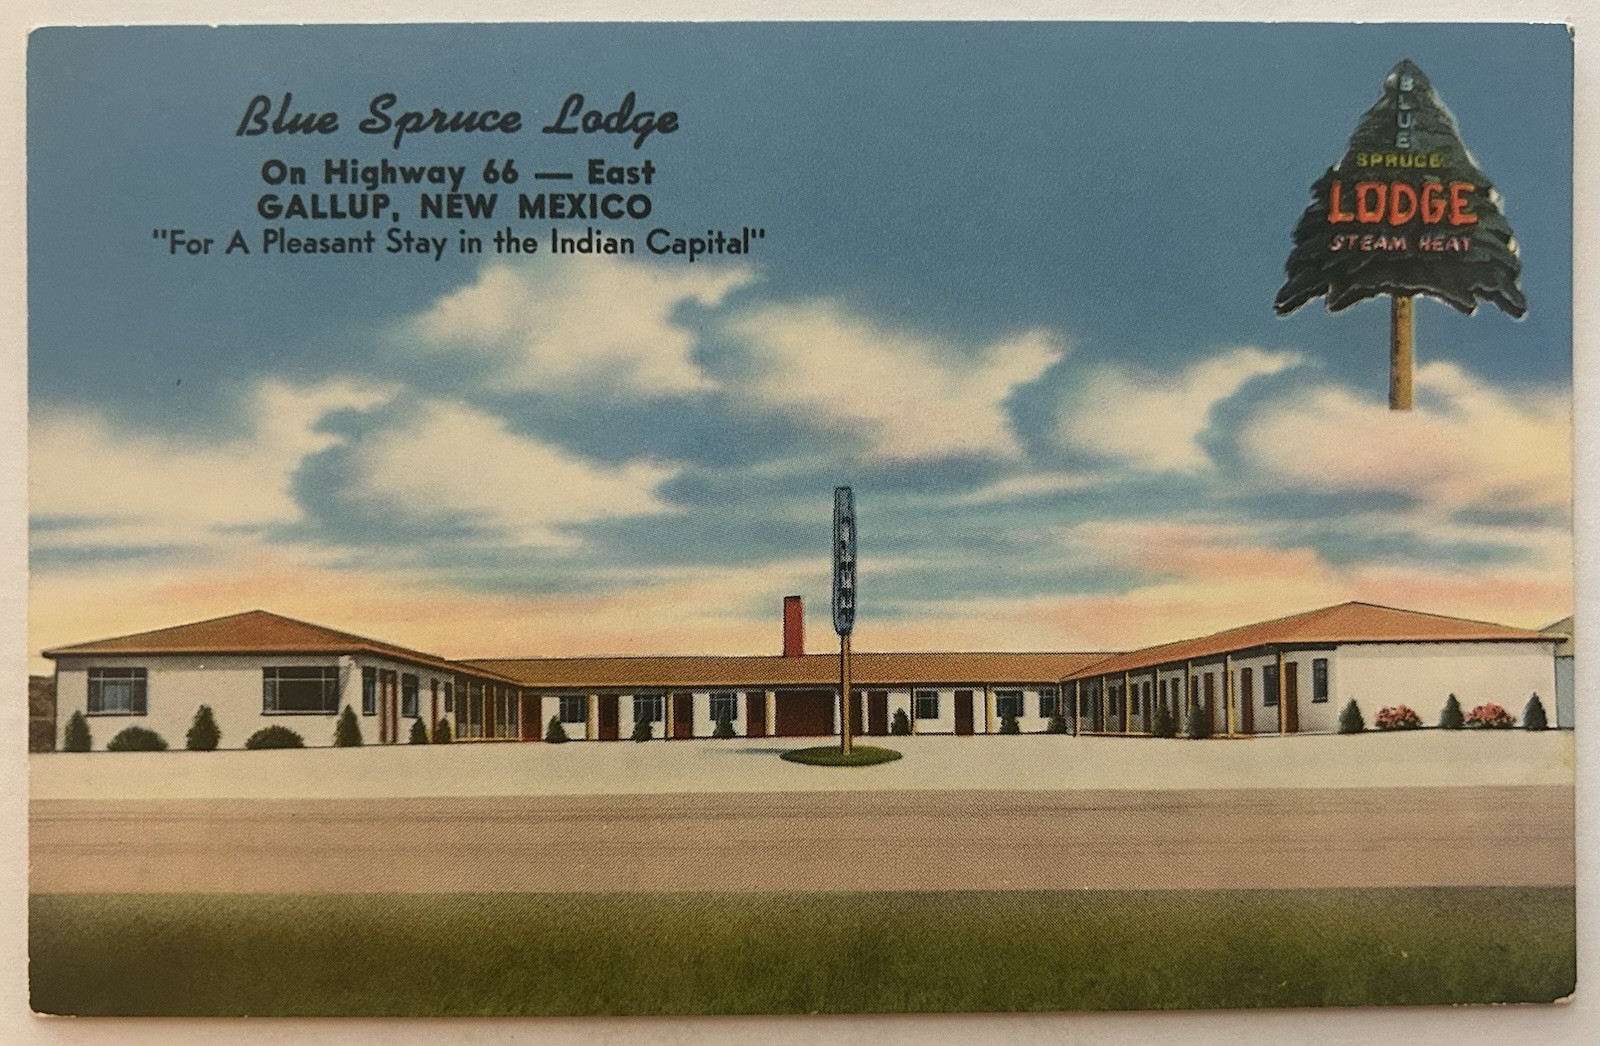 Blue Spruce Lodge
On Highway 66 — East
GALLUP, NEW MEXICO
"For A Pleasant Stay in the Indian Capital"
BLUE
SPRUCE
LODGE
STEAM HEAT